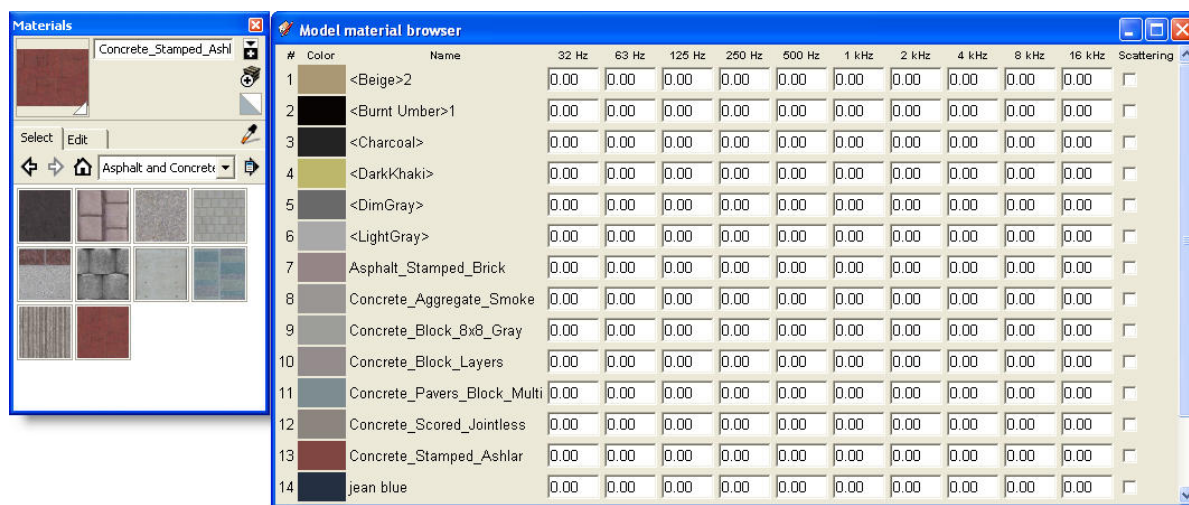 Materials
Concrete_Stamped_Ashl
Select Edit
Asphalt and Concrete
Model material browser
# Color Name 32 Hz 63 Hz 125 Hz 250 Hz 500 Hz 1 kHz 2 kHz 4 kHz 8 kHz 16 kHz Scattering
1 <Beige>2 0.00 0.00 0.00 0.00 0.00 0.00 0.00 0.00 0.00 0.00
2 <Burnt Umber>1 0.00 0.00 0.00 0.00 0.00 0.00 0.00 0.00 0.00 0.00
3 <Charcoal> 0.00 0.00 0.00 0.00 0.00 0.00 0.00 0.00 0.00 0.00
4 <DarkKhaki> 0.00 0.00 0.00 0.00 0.00 0.00 0.00 0.00 0.00 0.00
5 <DimGray> 0.00 0.00 0.00 0.00 0.00 0.00 0.00 0.00 0.00 0.00
6 <LightGray> 0.00 0.00 0.00 0.00 0.00 0.00 0.00 0.00 0.00 0.00
7 Asphalt_Stamped_Brick 0.00 0.00 0.00 0.00 0.00 0.00 0.00 0.00 0.00 0.00
8 Concrete_Aggregate_Smoke 0.00 0.00 0.00 0.00 0.00 0.00 0.00 0.00 0.00 0.00
9 Concrete_Block_8x8_Gray 0.00 0.00 0.00 0.00 0.00 0.00 0.00 0.00 0.00 0.00
10 Concrete_Block_Layers 0.00 0.00 0.00 0.00 0.00 0.00 0.00 0.00 0.00 0.00
11 Concrete_Pavers_Block_Multi 0.00 0.00 0.00 0.00 0.00 0.00 0.00 0.00 0.00 0.00
12 Concrete_Scored_Jointless 0.00 0.00 0.00 0.00 0.00 0.00 0.00 0.00 0.00 0.00
13 Concrete_Stamped_Ashlar 0.00 0.00 0.00 0.00 0.00 0.00 0.00 0.00 0.00 0.00
14 jean blue 0.00 0.00 0.00 0.00 0.00 0.00 0.00 0.00 0.00 0.00